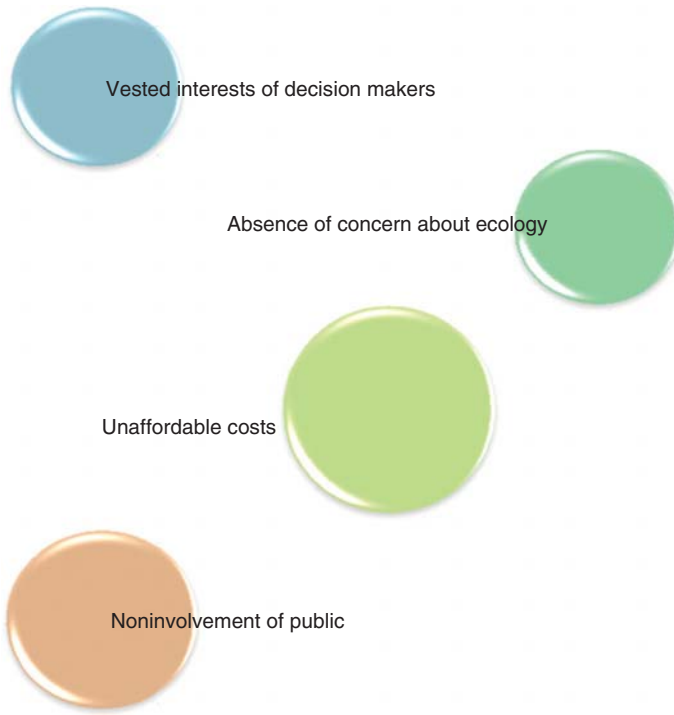 Vested interests of decision makers
Absence of concern about ecology
Unaffordable costs
Noninvolvement of public